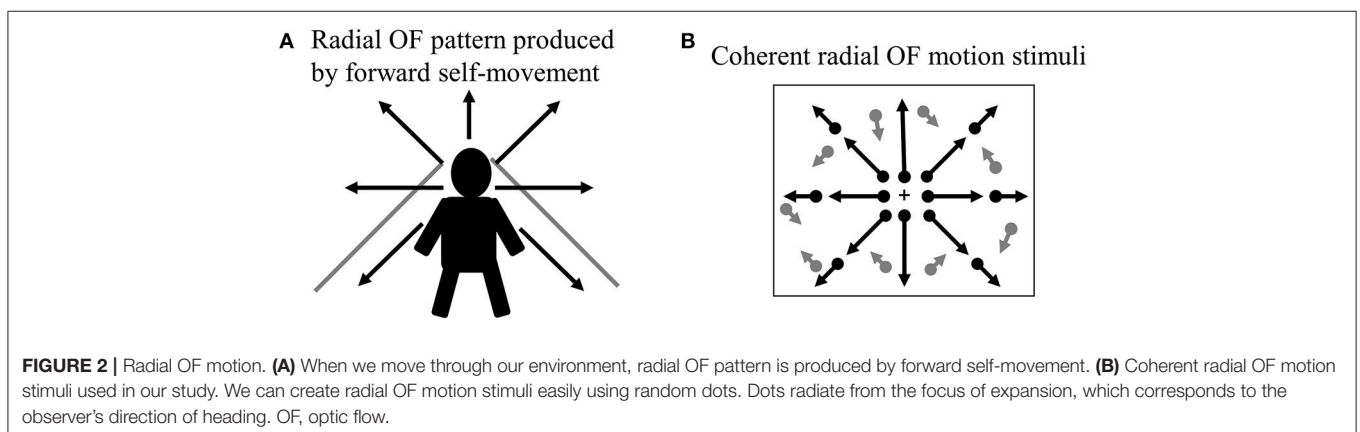 A Radial OF pattern produced
by forward self-movement
B Coherent radial OF motion stimuli
FIGURE 2 | Radial OF motion. (A) When we move through our environment, radial OF pattern is produced by forward self-movement. (B) Coherent radial OF motion
stimuli used in our study. We can create radial OF motion stimuli easily using random dots. Dots radiate from the focus of expansion, which corresponds to the
observer's direction of heading. OF, optic flow.